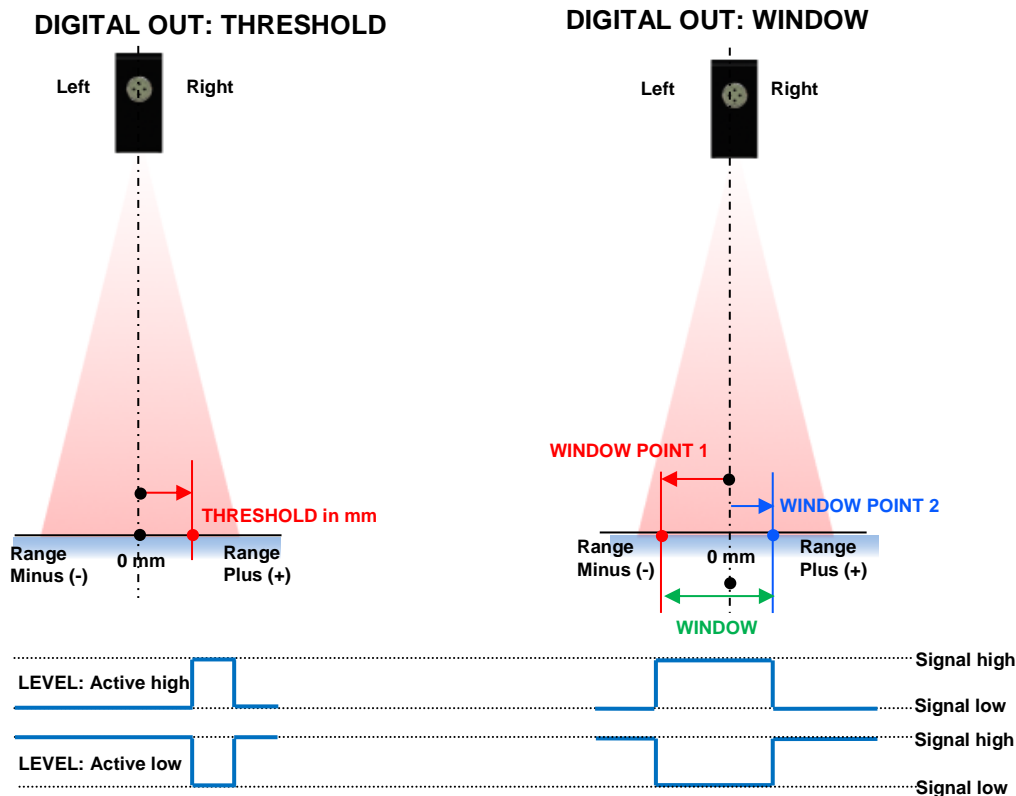 DIGITAL OUT: THRESHOLD
Left
Right
THRESHOLD in mm
Range
Minus (-)
0 mm
Range
Plus (+)
DIGITAL OUT: WINDOW
Left
Right
WINDOW POINT 1
WINDOW POINT 2
Range
Minus (-)
0 mm
Range
Plus (+)
WINDOW
LEVEL: Active high
Signal high
Signal low
LEVEL: Active low
Signal high
Signal low